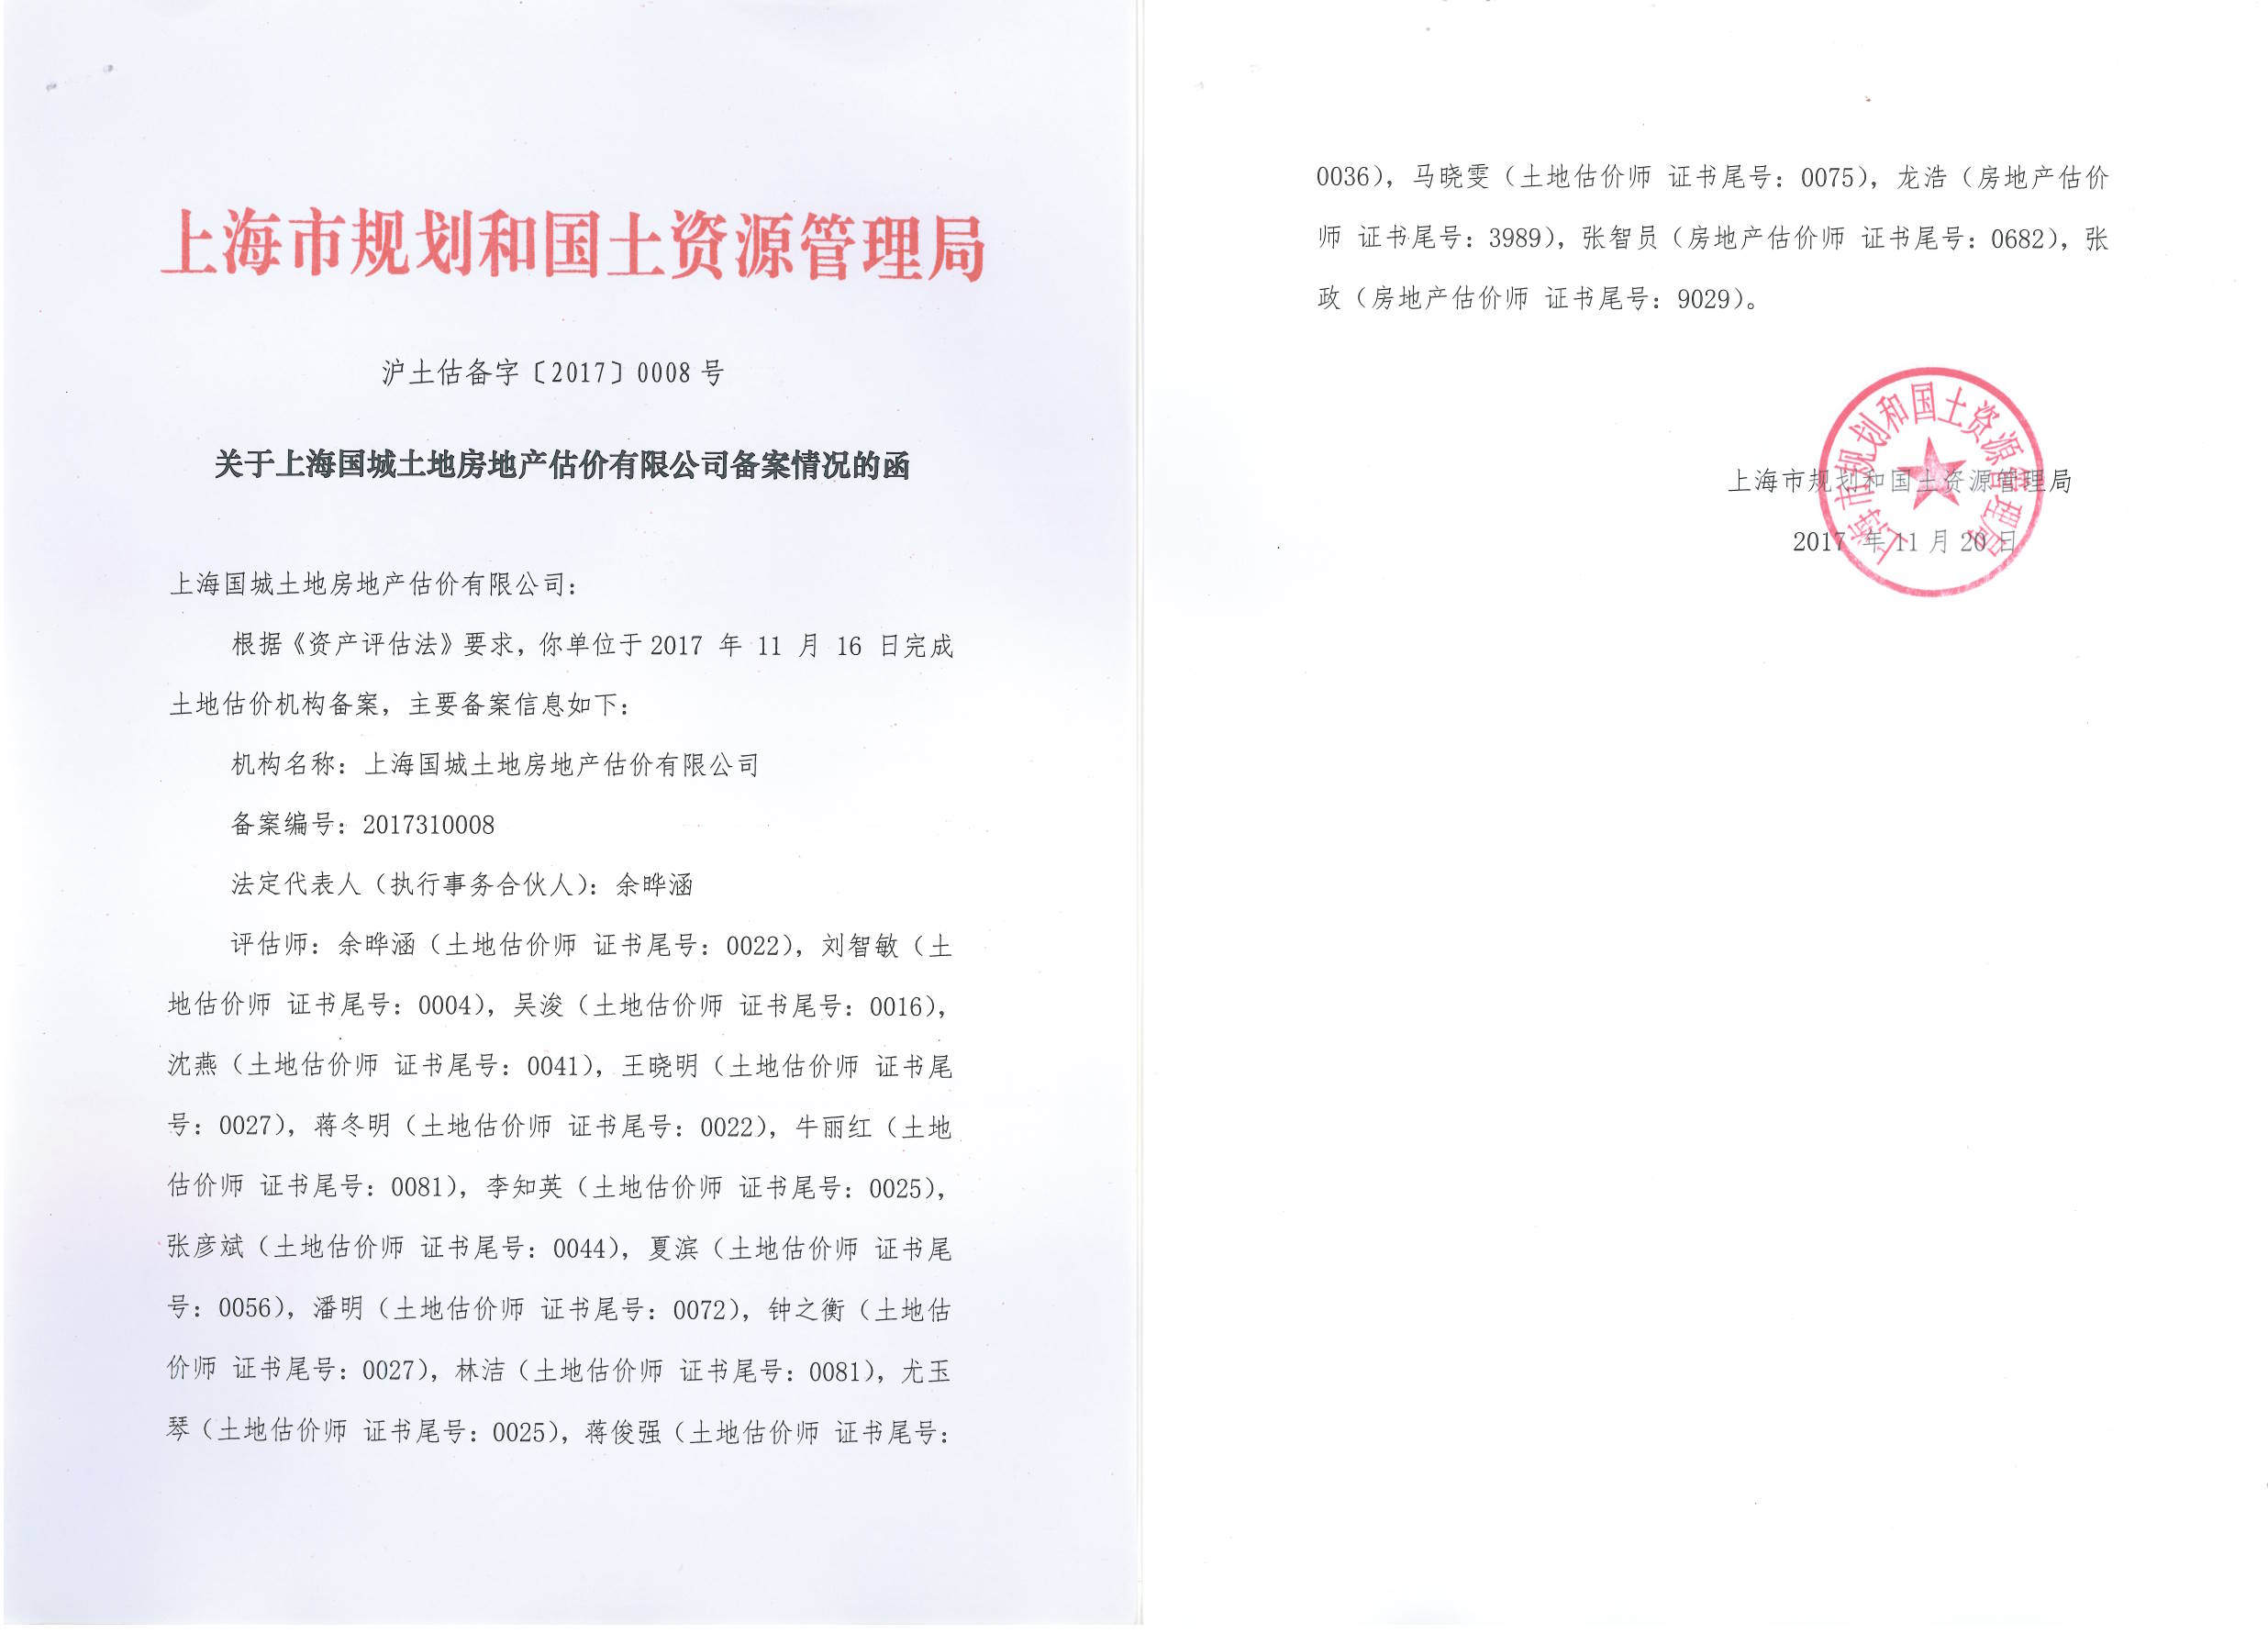 上海市规划和国土资源管理局
沪土估备字〔2017〕0008 号
关于上海国城土地房地产估价有限公司备案情况的函
上海国城土地房地产估价有限公司：
根据《资产评估法》要求，你单位于 2017 年 11 月 16 日完成
土地估价机构备案，主要备案信息如下：
机构名称：上海国城土地房地产估价有限公司
备案编号：2017310008
法定代表人（执行事务合伙人）：余晔涵
评估师：余晔涵（土地估价师 证书尾号：0022），刘智敏（土
地估价师 证书尾号：0004），吴浚（土地估价师 证书尾号：0016），
沈燕（土地估价师 证书尾号：0041），王晓明（土地估价师 证书尾
号：0027），蒋冬明（土地估价师 证书尾号：0022），牛丽红（土地
估价师 证书尾号：0081），李知英（土地估价师 证书尾号：0025），
张彦斌（土地估价师 证书尾号：0044），夏滨（土地估价师 证书尾
号：0056），潘明（土地估价师 证书尾号：0072），钟之衡（土地估
价师 证书尾号：0027），林洁（土地估价师 证书尾号：0081），尤玉
琴（土地估价师 证书尾号：0025），蒋俊强（土地估价师 证书尾号：
0036），马晓雯（土地估价师 证书尾号：0075），龙浩（房地产估价
师 证书尾号：3989），张智员（房地产估价师 证书尾号：0682），张
政（房地产估价师 证书尾号：9029）。
上海市规划和国土资源管理局
上海市规划和国土资源管理局
2017 年 11 月 20 日